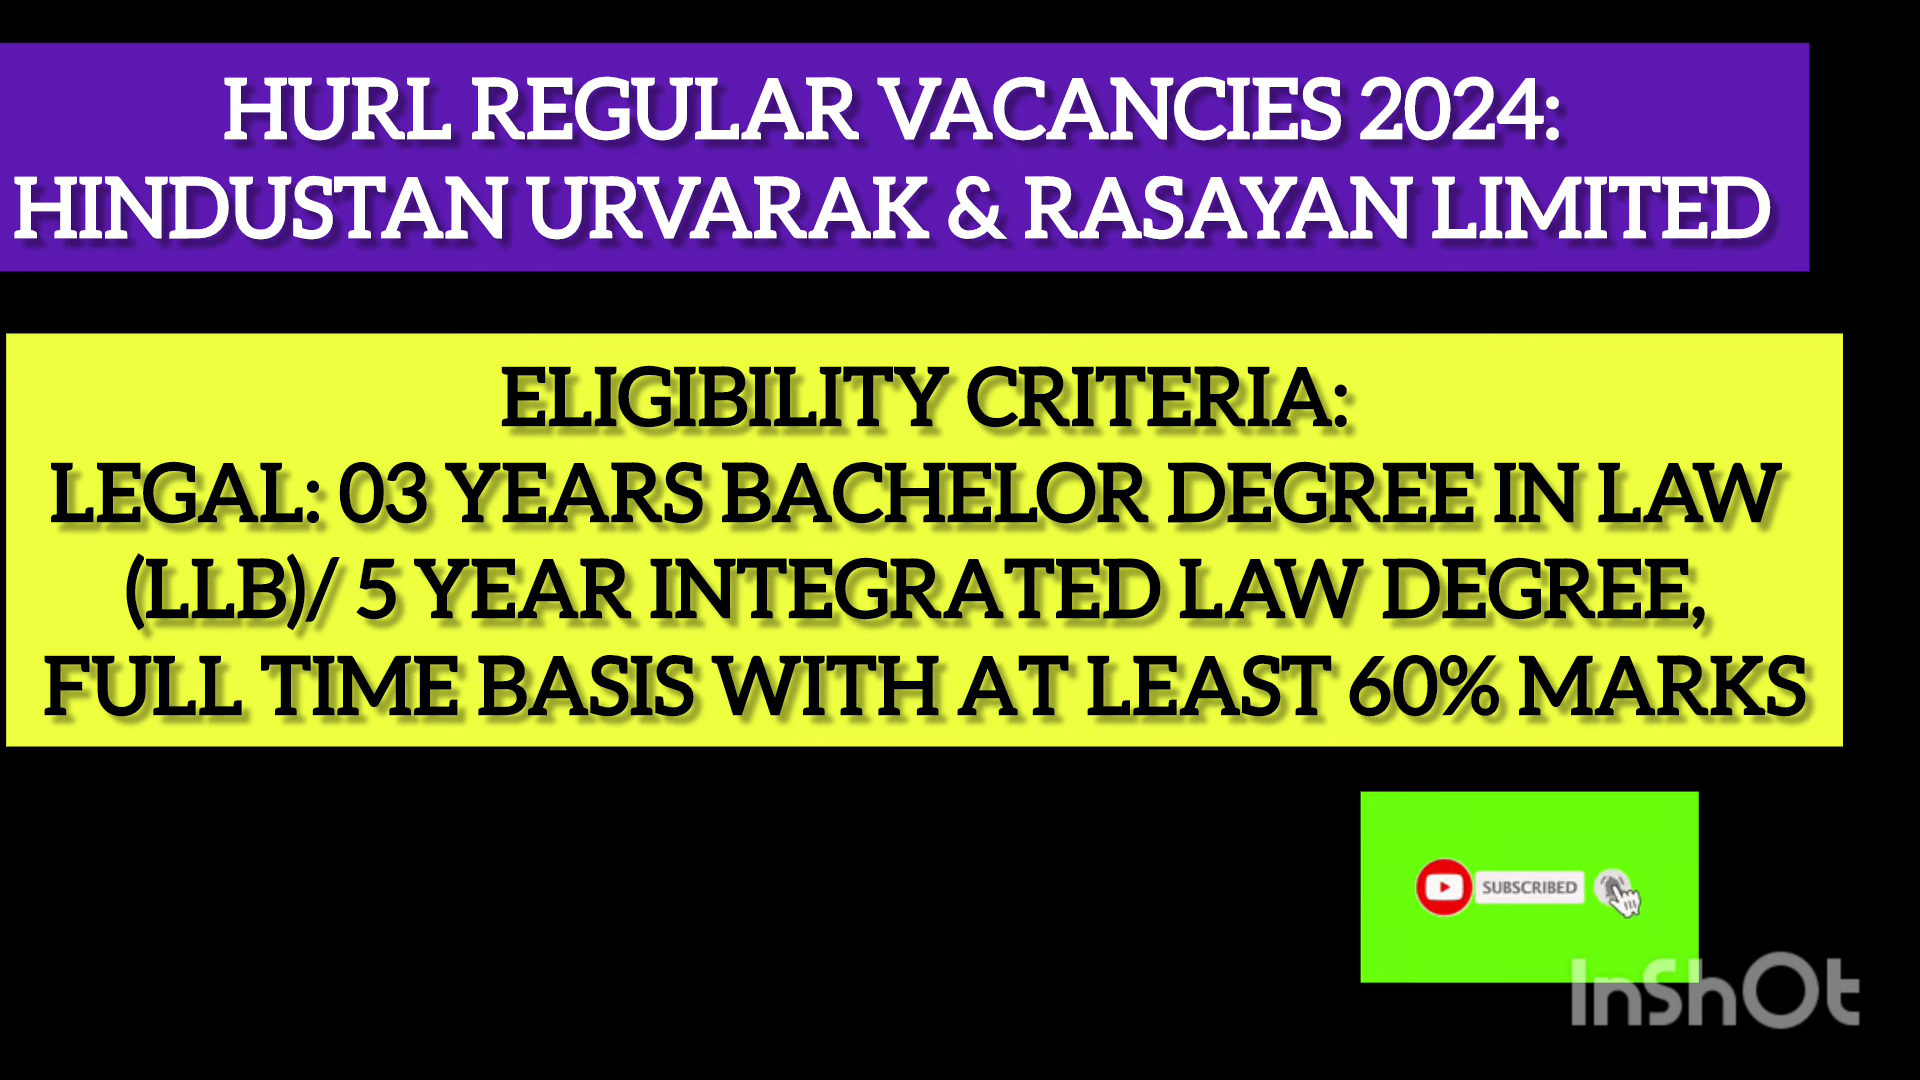 HURL REGULAR VACANCIES 2024:
HINDUSTAN URVARAK & RASAYAN LIMITED
ELIGIBILITY CRITERIA:
LEGAL: 03 YEARS BACHELOR DEGREE IN LAW
(LLB)/ 5 YEAR INTEGRATED LAW DEGREE,
FULL TIME BASIS WITH AT LEAST 60% MARKS
SUBSCRIBED
InShOt